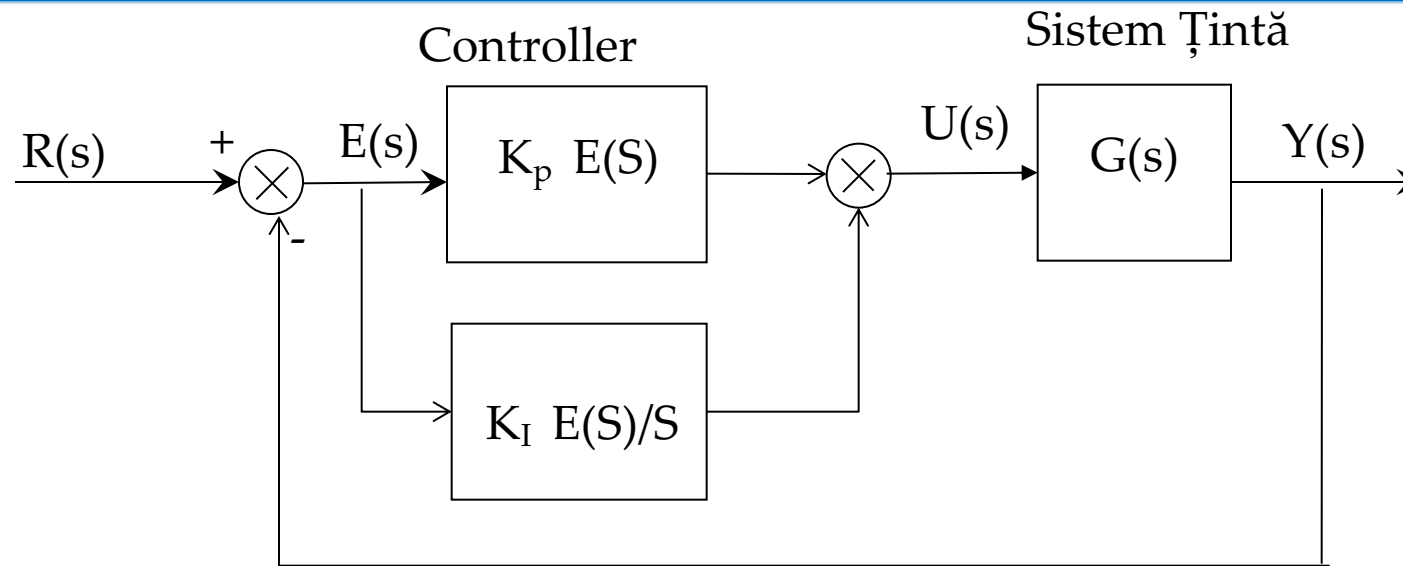 Controller
Sistem Țintă
R(s)
+
E(s)
Kp E(S)
U(s)
G(s)
Y(s)
-
KI E(S)/S